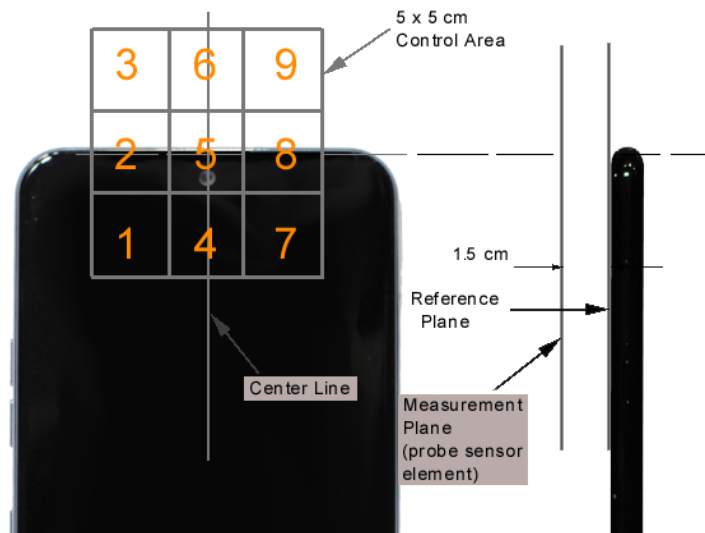 5 x 5 cm
Control Area
3 6 9
2 5 8
1 4 7
1.5 cm
Reference
Plane
Center Line
Measurement
Plane
(probe sensor
element)